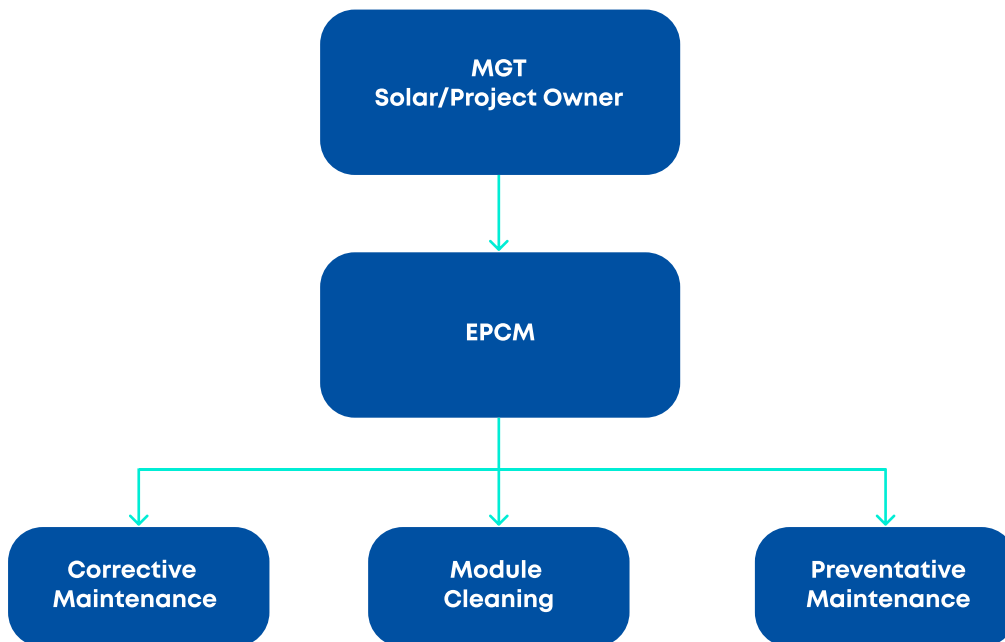 MGT
Solar/Project Owner
EPCM
Corrective
Maintenance
Module
Cleaning
Preventative
Maintenance